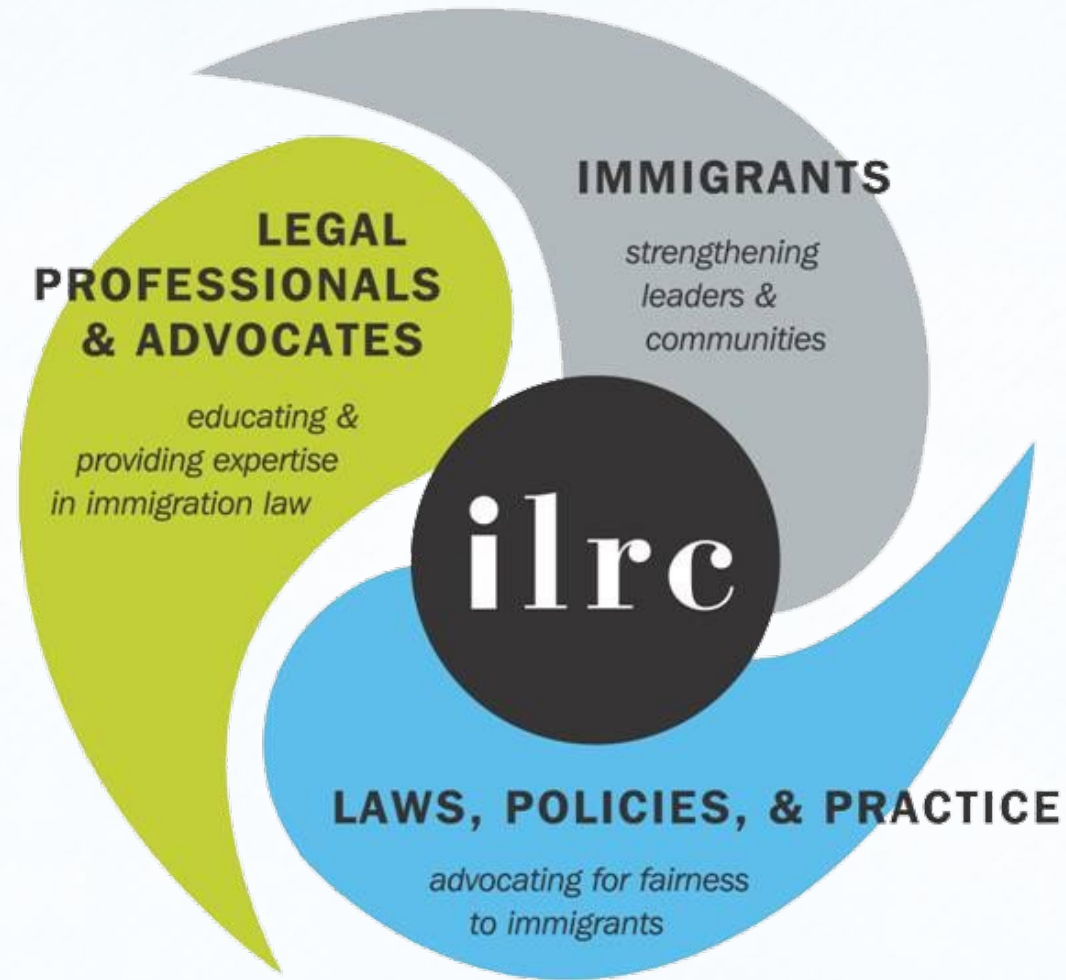 IMMIGRANTS
strengthening
leaders &
communities
LEGAL
PROFESSIONALS
& ADVOCATES
educating &
providing expertise
in immigration law
ilrc
LAWS, POLICIES, & PRACTICE
advocating for fairness
to immigrants